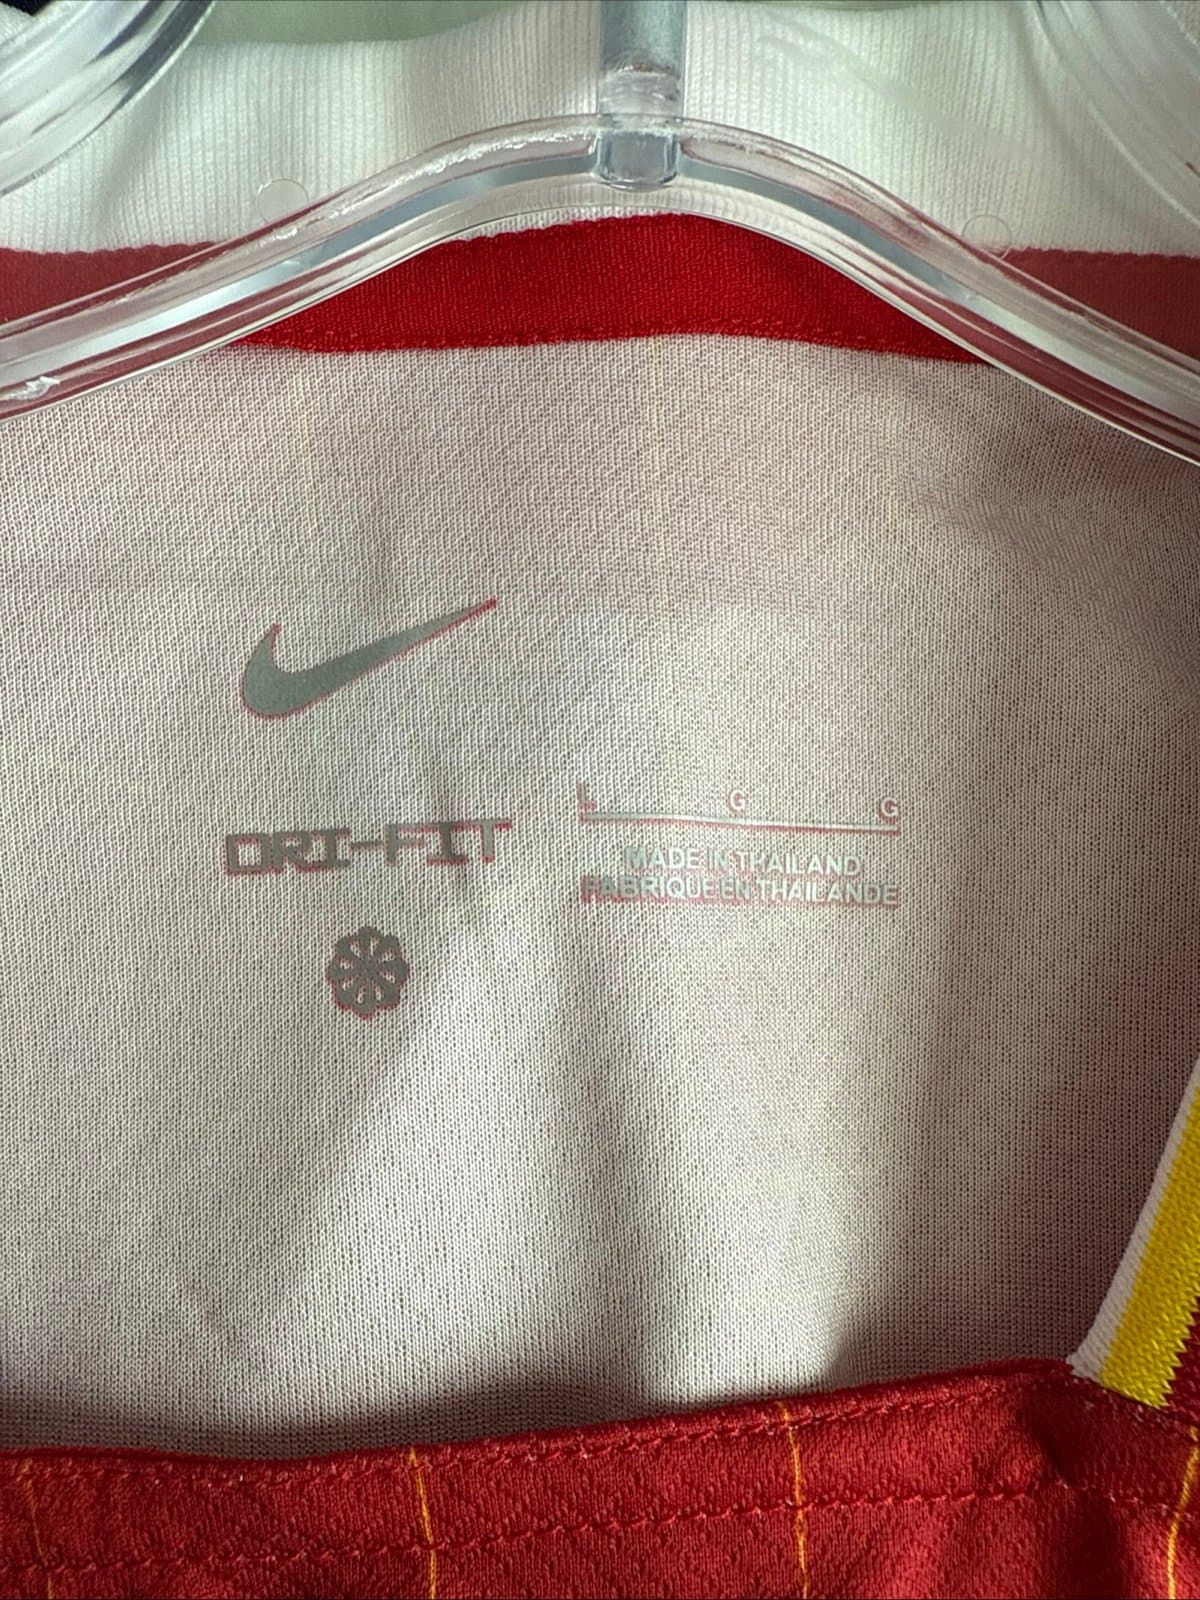 DRI-FIT
L G G
MADE IN THAILAND
FABRIQUE EN THAILANDE